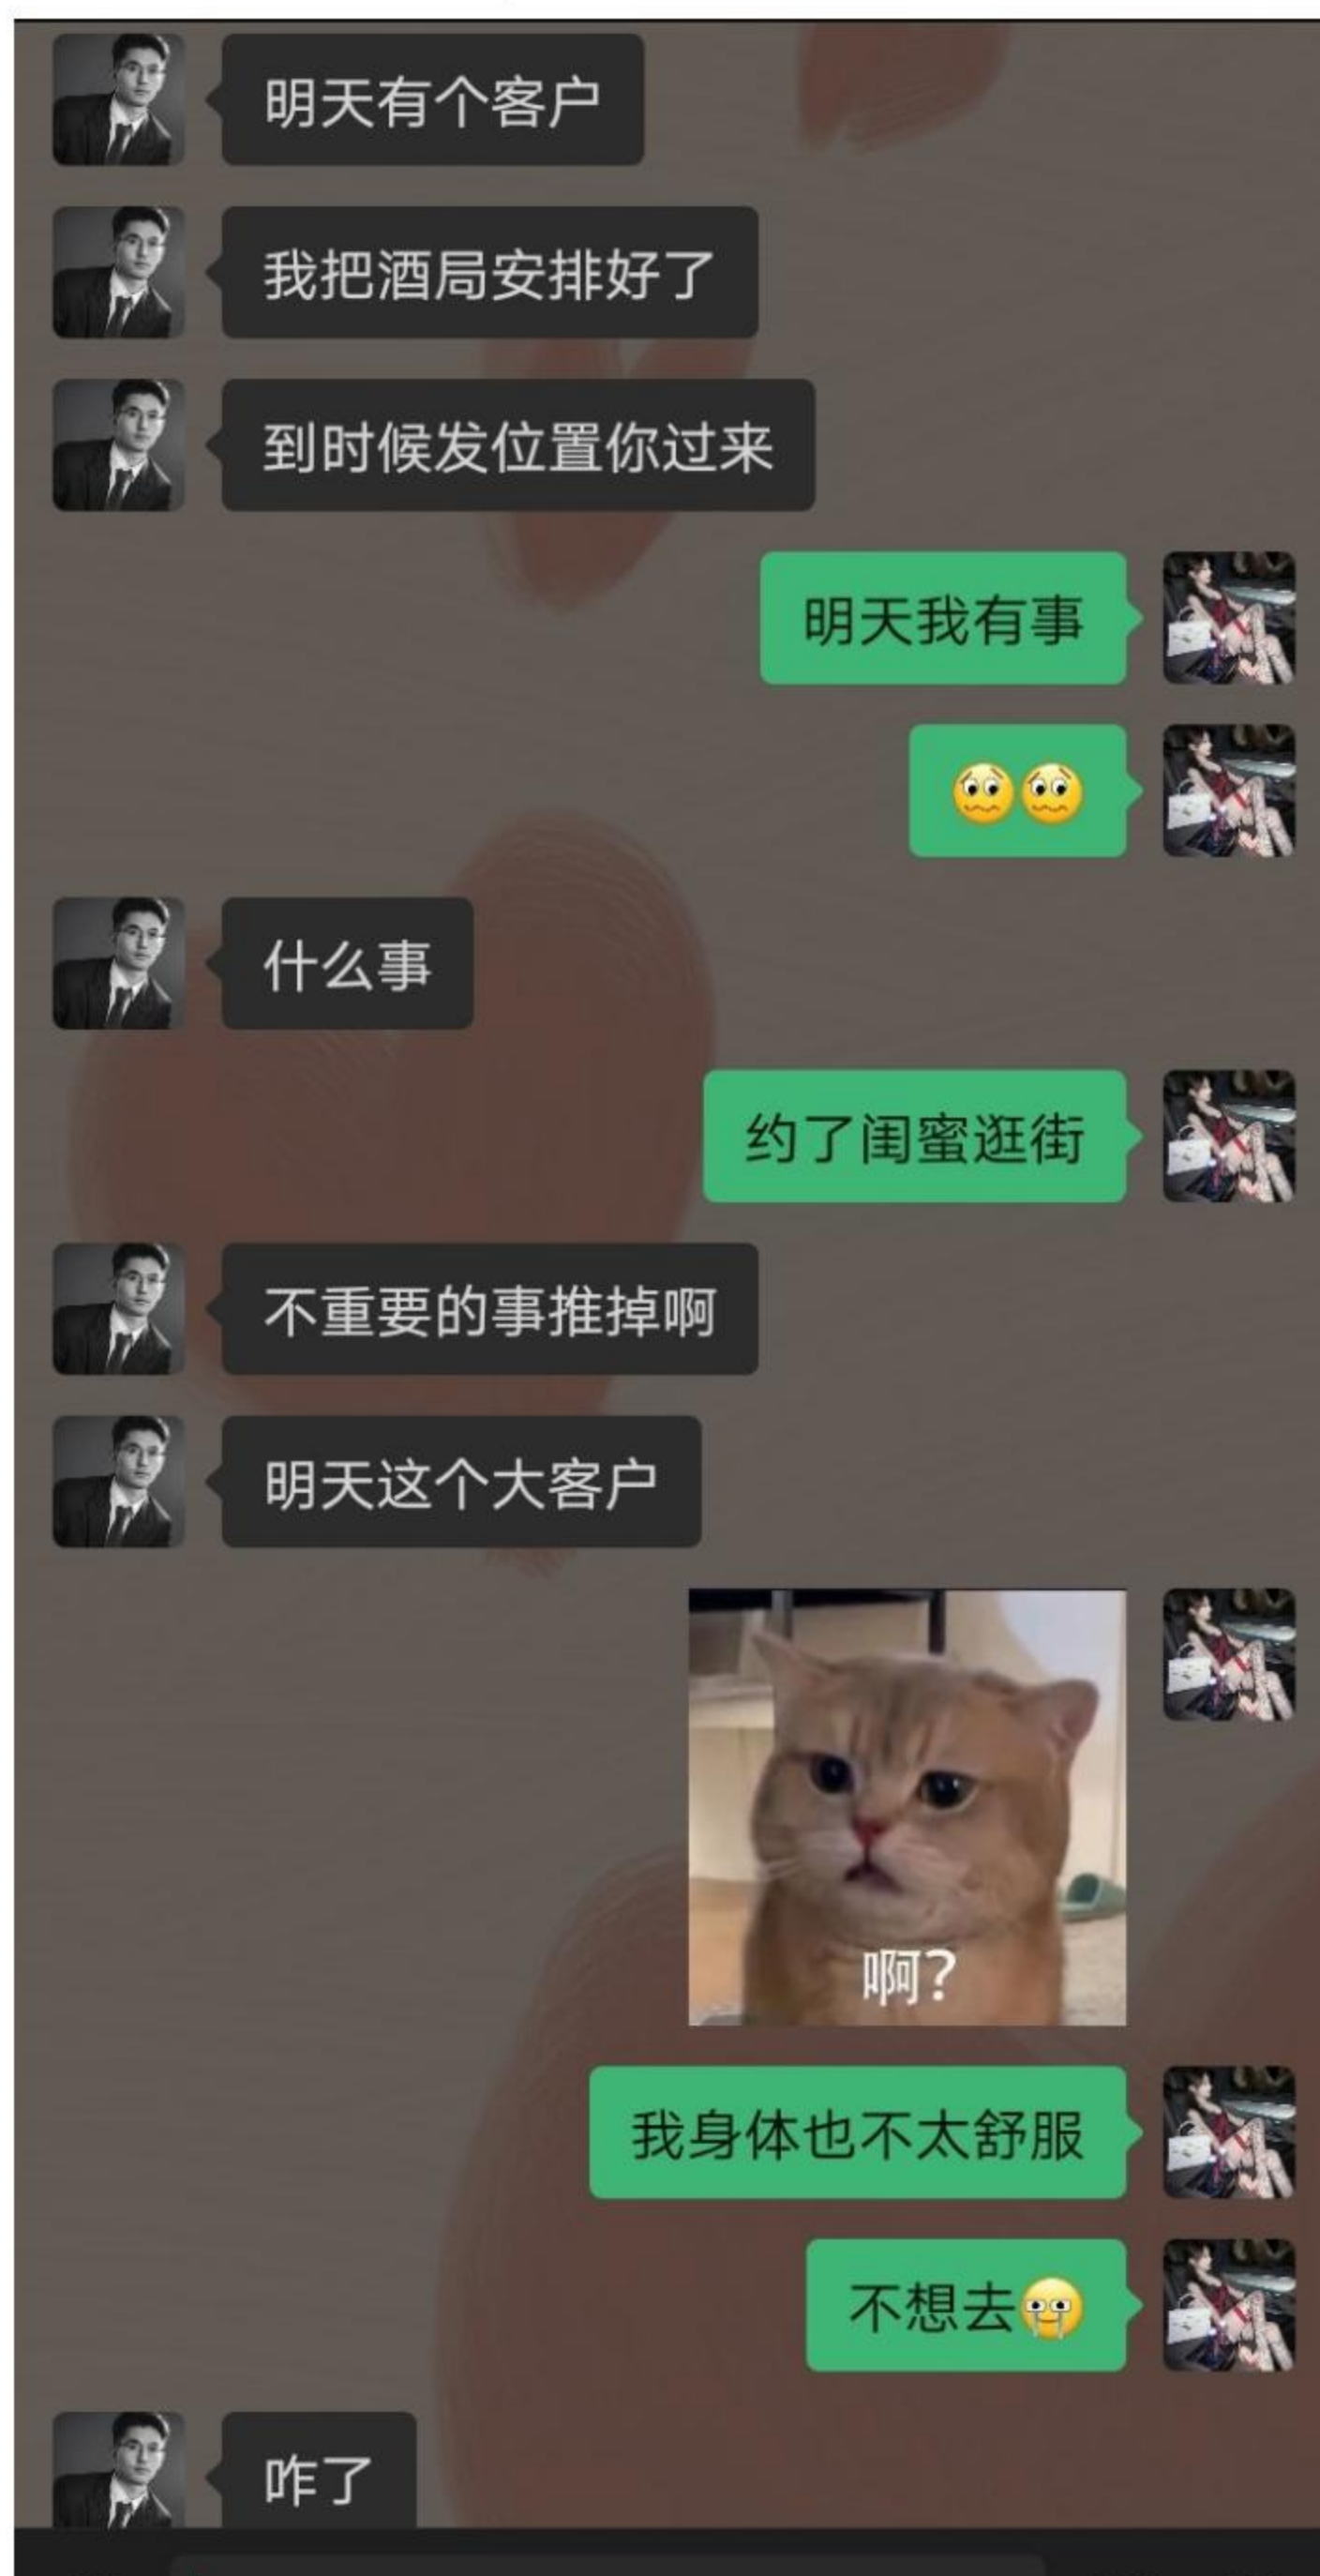 明天有个客户
我把酒局安排好了
到时候发位置你过来
明天我有事
什么事
约了闺蜜逛街
不重要的事推掉啊
明天这个大客户
啊?
我身体也不太舒服
不想去
咋了